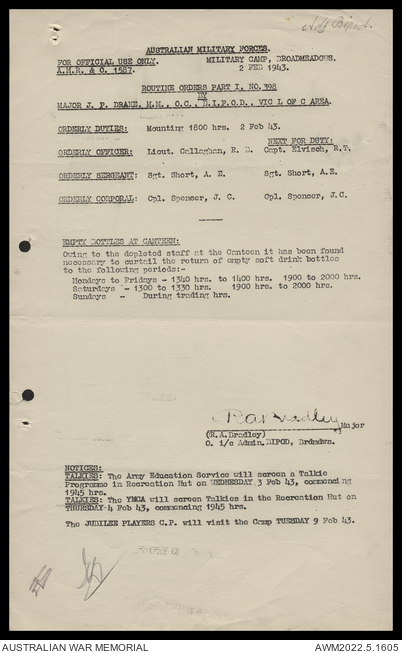 AUSTRALIAN MILITARY FORCES.
FOR OFFICIAL USE ONLY. MILITARY CAMP, BROADMEADOWS.
A.M.R. & O. 1587. 2 FEB 1943.
ROUTINE ORDERS PART I, NO.398
BY
MAJOR J. P. DRAKE, M.M., O.C., D.I.P.O.D., VIC L OF C AREA.
ORDERLY DUTIES: Mounting 1800 hrs. 2 Feb 43.
NEXT FOR DUTY:
ORDERLY OFFICER: Lieut. Callaghan, R. D. Capt. Elvisch, R.T.
ORDERLY SERGEANT: Sgt. Short, A. E. Sgt. Short, A.E.
ORDERLY CORPORAL: Cpl. Spencer, J. C. Cpl. Spencer, J.C.
EMPTY BOTTLES AT CANTEEN:
Owing to the depleted staff at the Canteen it has been found
necessary to curtail the return of empty soft drink bottles
to the following periods:-
Mondays to Fridays - 1340 hrs. to 1400 hrs. 1900 to 2000 hrs.
Saturdays - 1300 to 1330 hrs. 1900 hrs. to 2000 hrs.
Sundays - During trading hrs.
R A Bradley Major
(R.A.Bradley)
O. i/c Admin. DIPOD, Brdmdws.
NOTICES:
TALKIES: The Army Education Service will screen a Talkie
Programme in Recreation Hut on WEDNESDAY 3 Feb 43, commencing
1945 hrs.
TALKIES: The YMCA will screen Talkies in the Recreation Hut on
THURSDAY 4 Feb 43, commencing 1945 hrs.
The JUBILEE PLAYERS C.P. will visit the Camp TUESDAY 9 Feb 43.
AUSTRALIAN WAR MEMORIAL AWM2022.5.1605